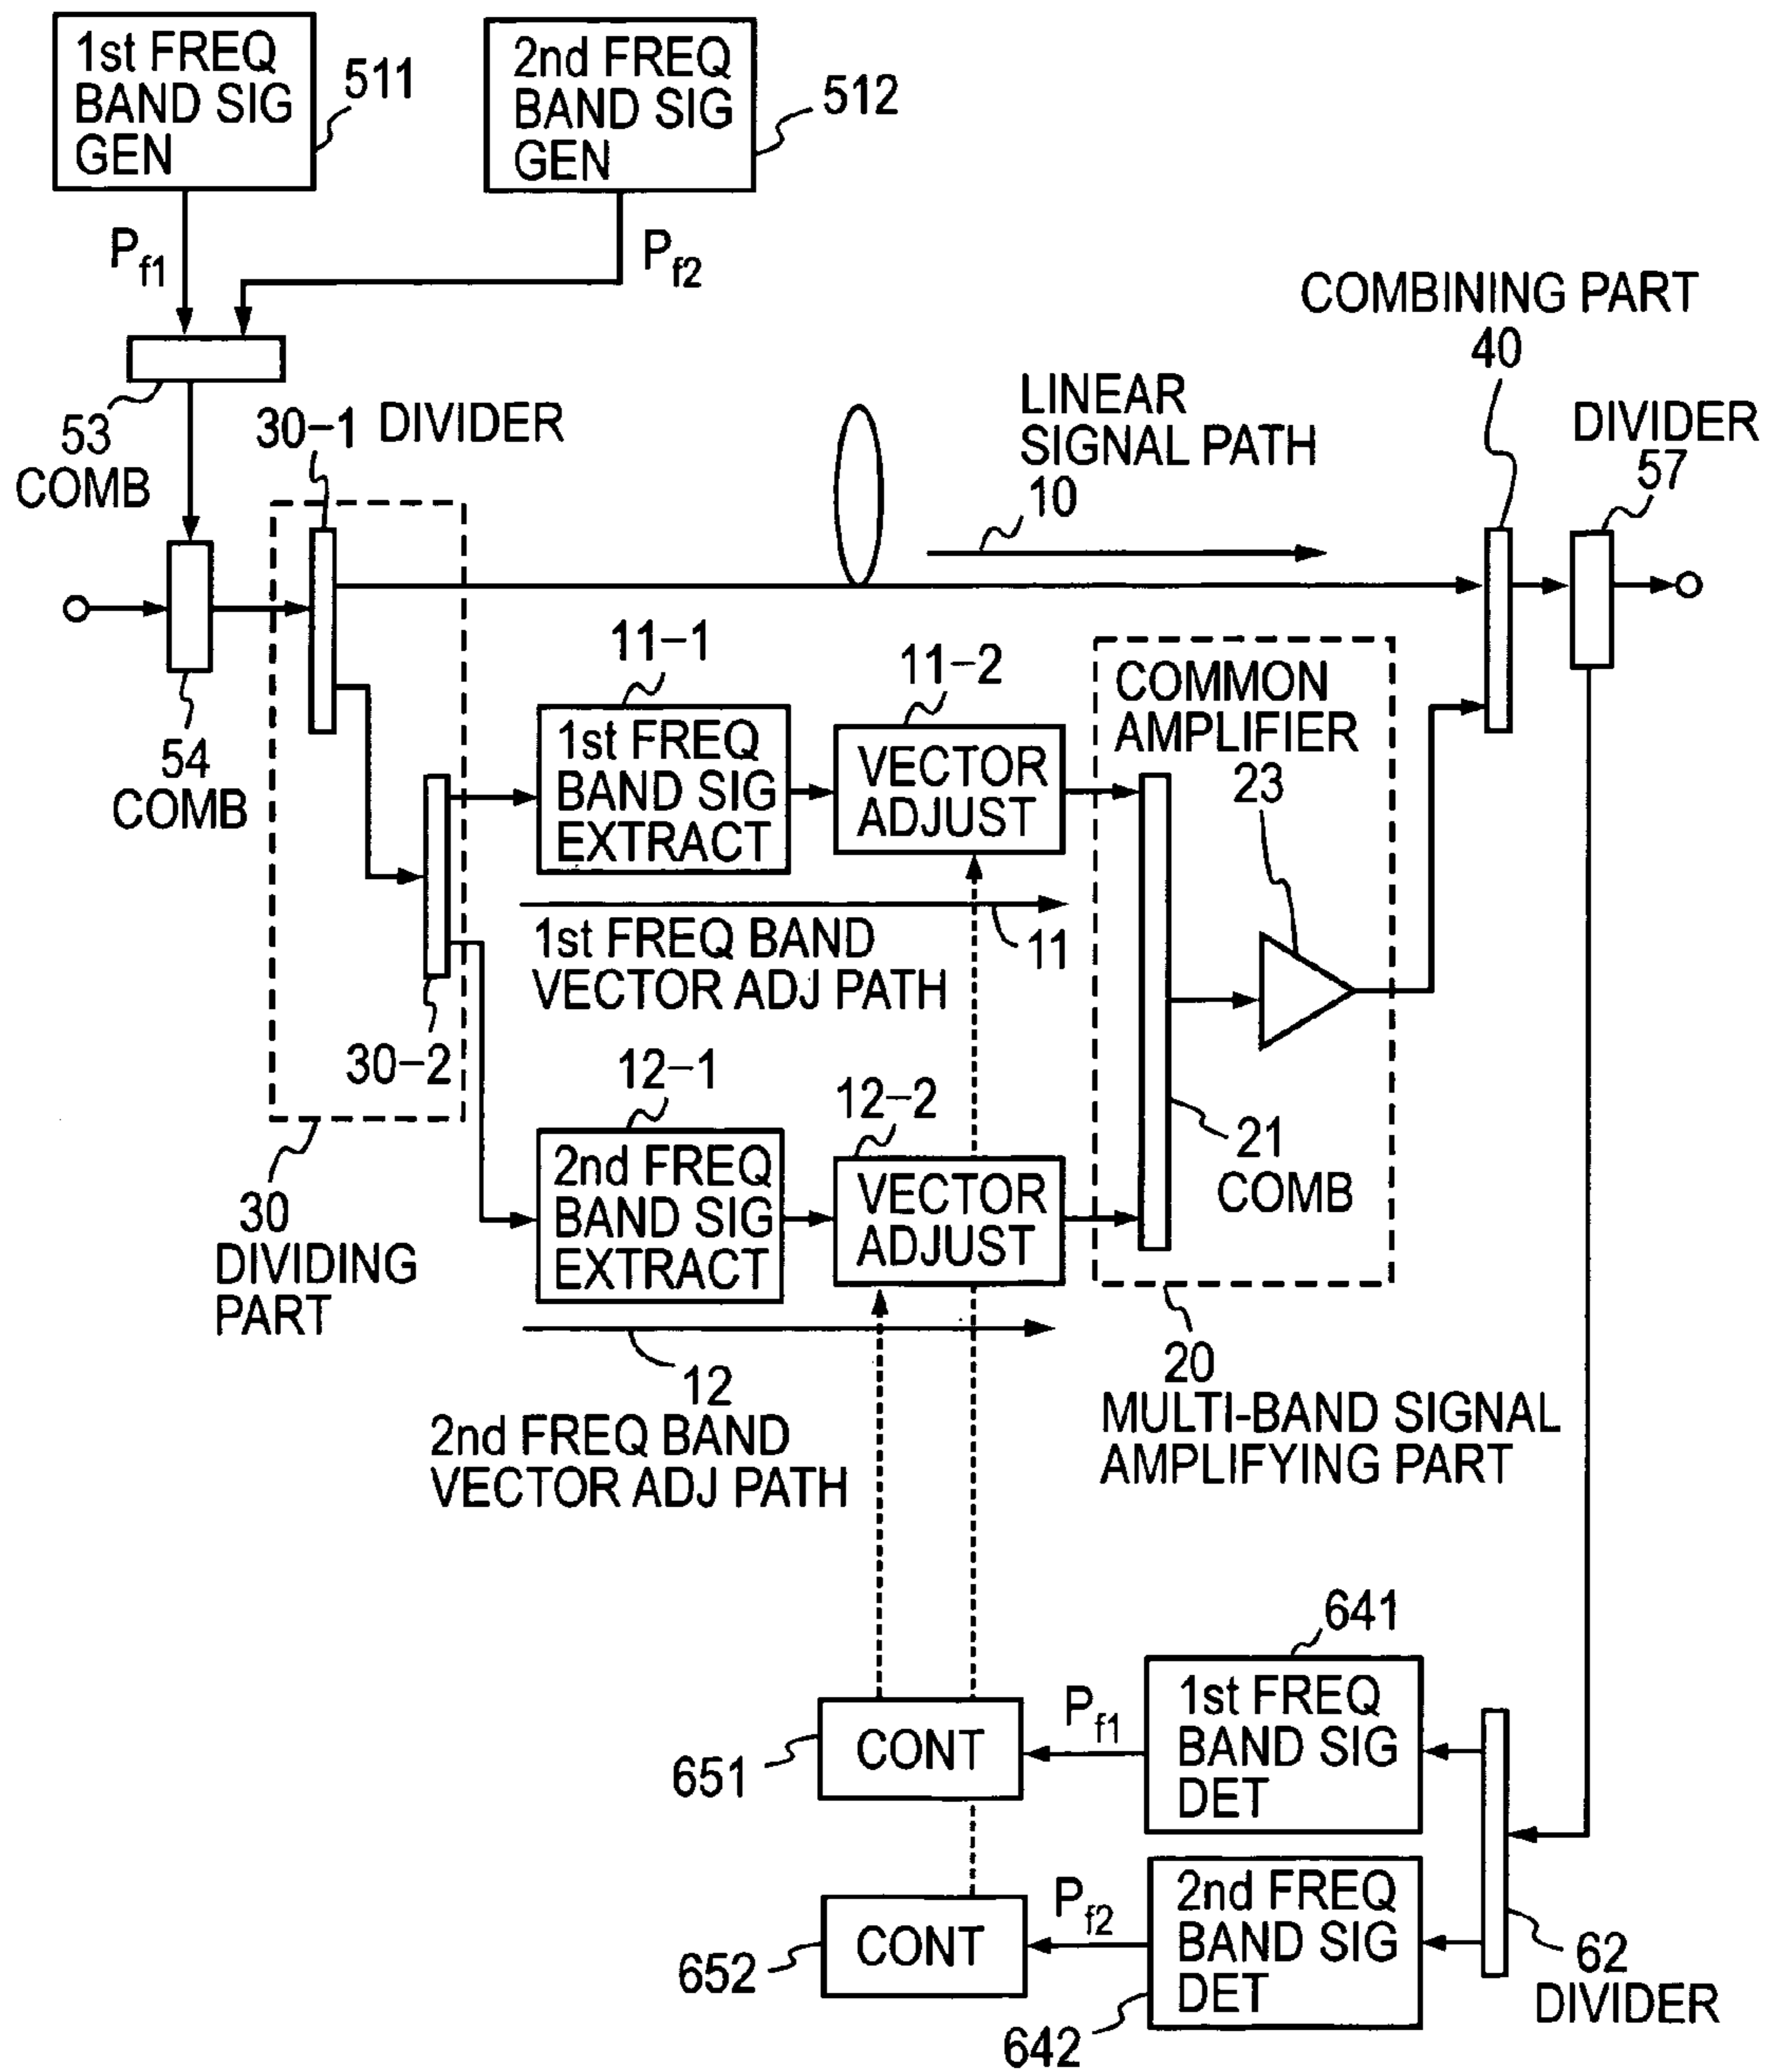 1st FREQ
BAND SIG
GEN
511
2nd FREQ
BAND SIG
GEN
512
Pf1
Pf2
COMBINING PART
40
53
COMB
30-1 DIVIDER
LINEAR
SIGNAL PATH
10
DIVIDER
57
54
COMB
11-1
1st FREQ
BAND SIG
EXTRACT
11-2
VECTOR
ADJUST
COMMON
AMPLIFIER
23
1st FREQ BAND
VECTOR ADJ PATH
11
30-2
12-1
2nd FREQ
BAND SIG
EXTRACT
12-2
VECTOR
ADJUST
21
COMB
30
DIVIDING
PART
12
2nd FREQ BAND
VECTOR ADJ PATH
20
MULTI-BAND SIGNAL
AMPLIFYING PART
641
1st FREQ
BAND SIG
DET
Pf1
CONT
651
2nd FREQ
BAND SIG
DET
642
Pf2
CONT
652
62
DIVIDER